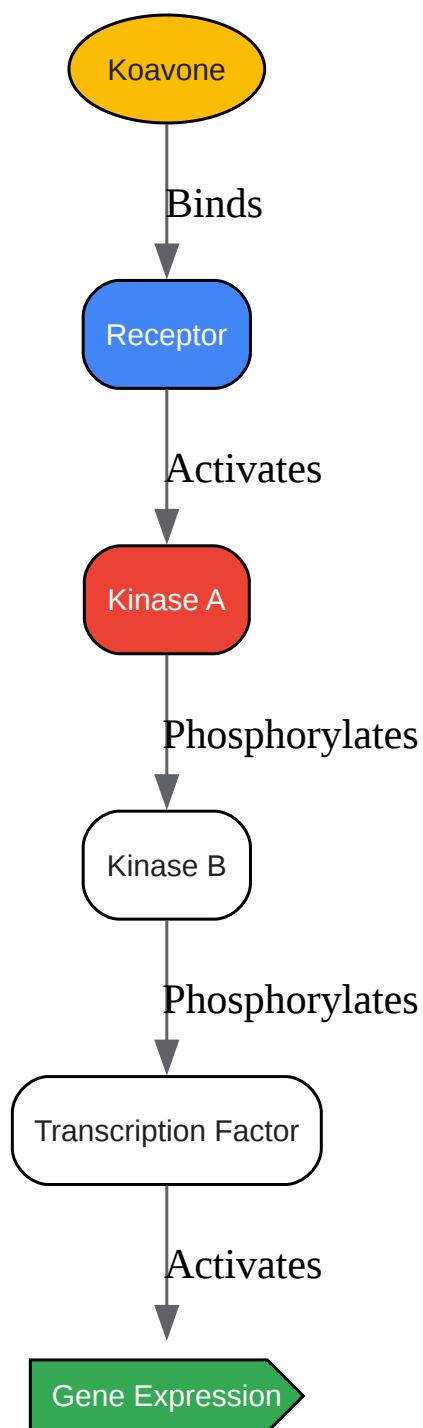 Koavone
Binds
Receptor
Activates
Kinase A
Phosphorylates
Kinase B
Phosphorylates
Transcription Factor
Activates
Gene Expression